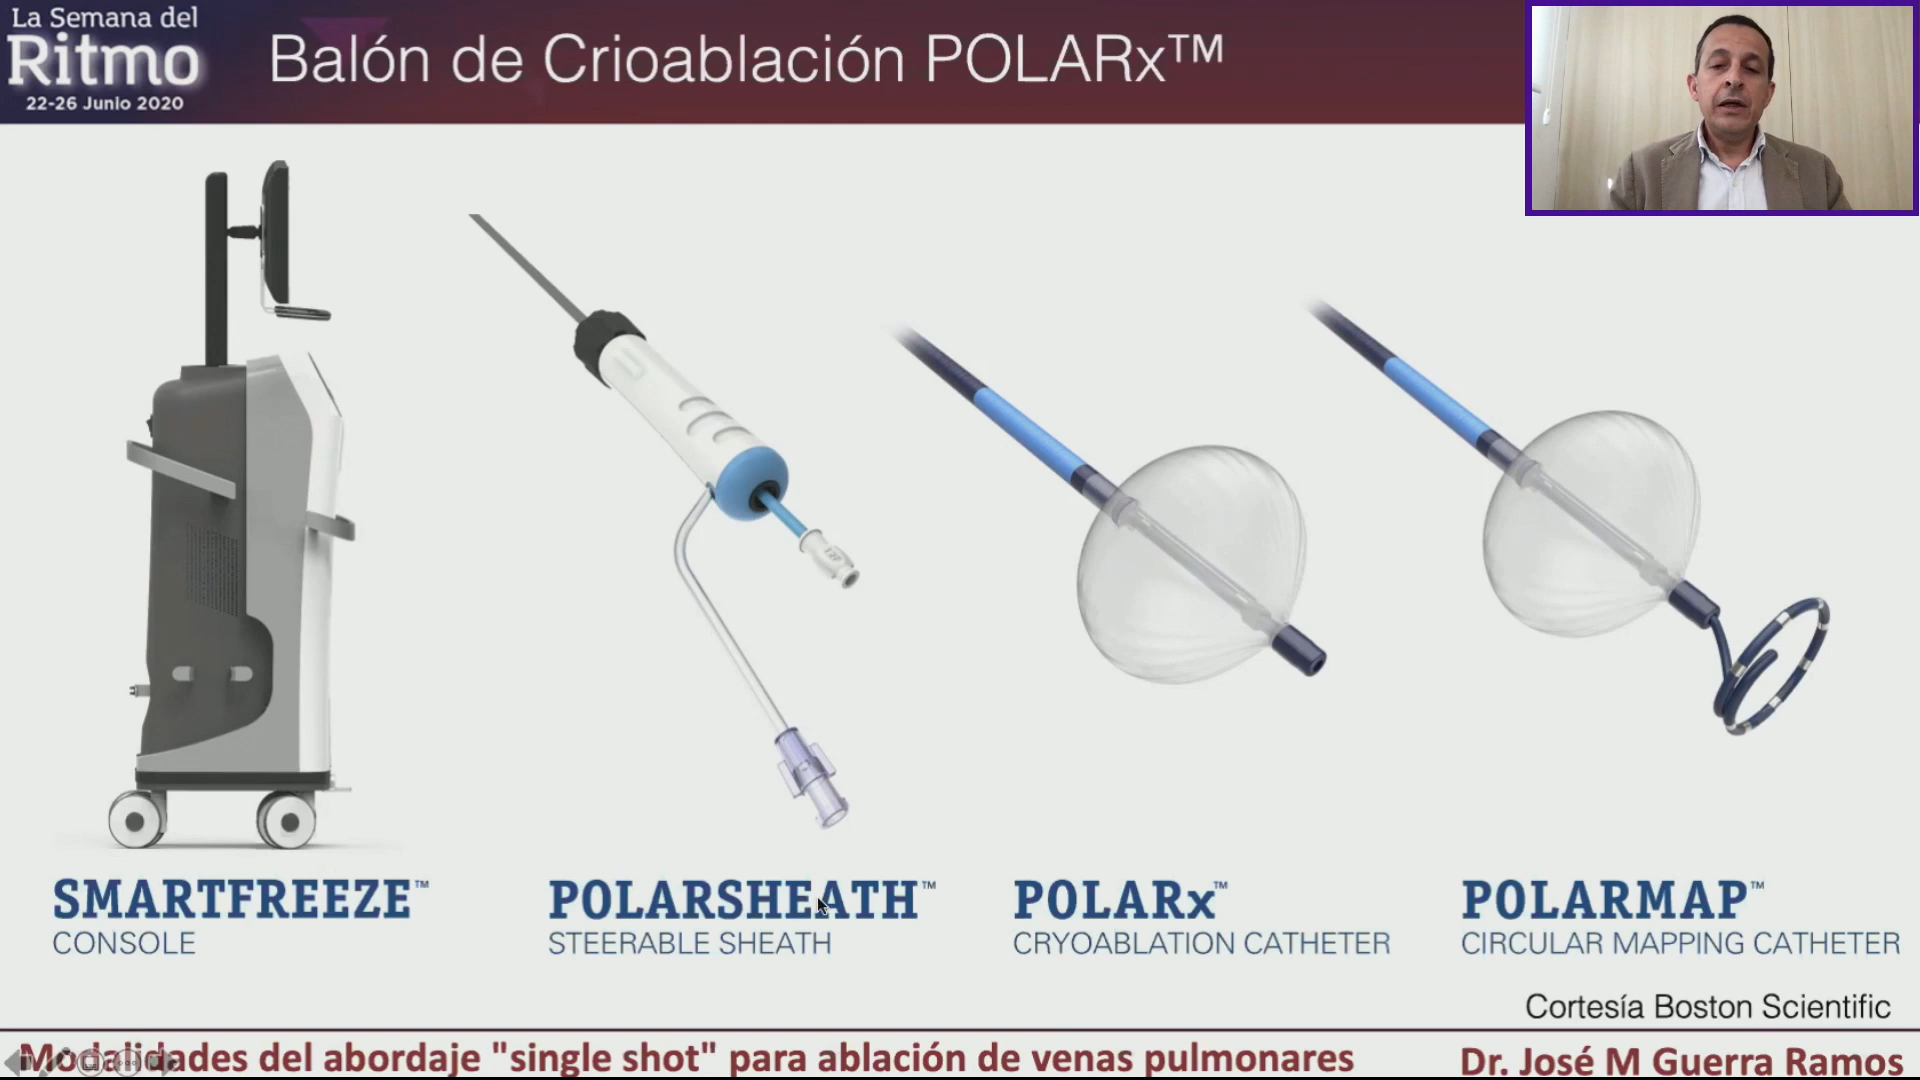 La Semana del
Ritmo
22-26 Junio 2020
Balón de Crioablación POLARx™
SMARTFREEZE™
CONSOLE
POLARSHEATH™
STEERABLE SHEATH
POLARx™
CRYOABLATION CATHETER
POLARMAP™
CIRCULAR MAPPING CATHETER
Cortesía Boston Scientific
Modalidades del abordaje "single shot" para ablación de venas pulmonares
Dr. José M Guerra Ramos